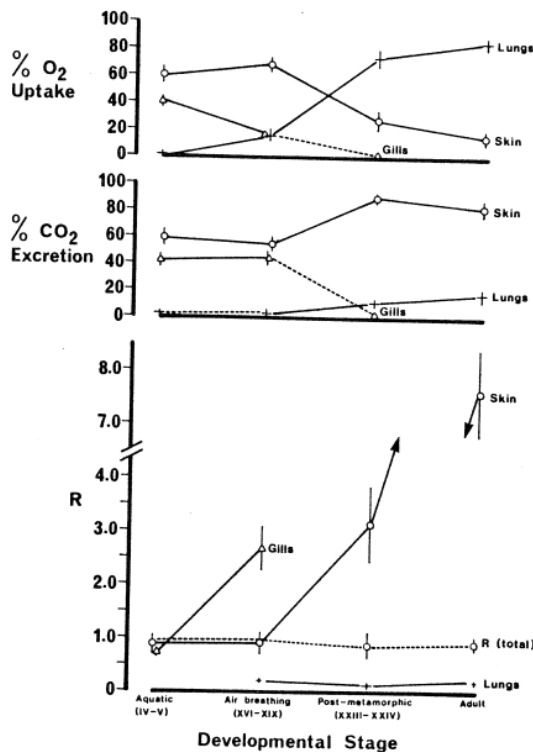 % O2
Uptake
100
80
60
40
20
0
Lungs
Skin
Gills
% CO2
Excretion
100
80
60
40
20
0
Skin
Lungs
Gills
R
8.0
7.0
4.0
3.0
2.0
1.0
0
Skin
Gills
R (total)
Lungs
Aquatic
(IV-V)
Air breathing
(XVI-XIX)
Post-metamorphic
(XXIII-XXIV)
Adult
Developmental Stage